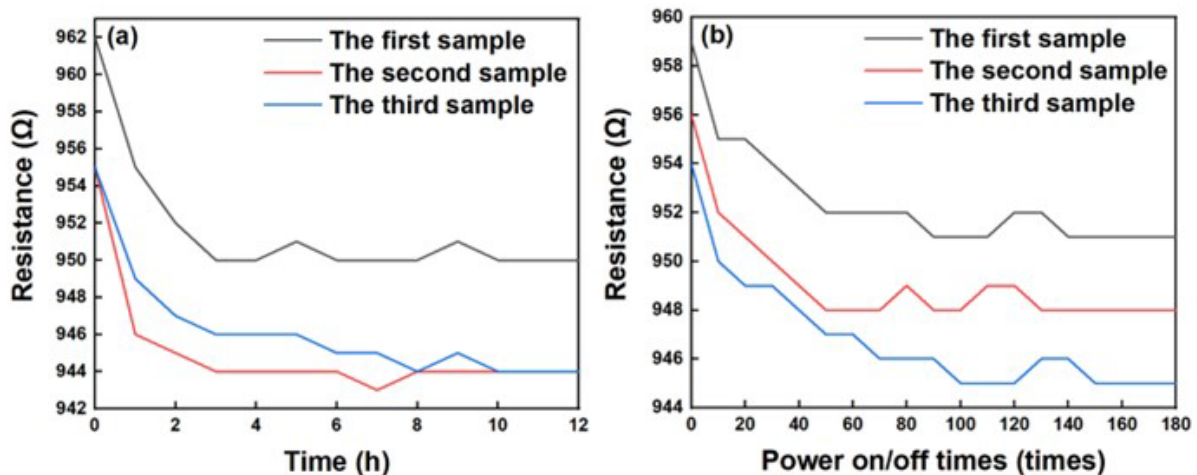 (a)
The first sample
The second sample
The third sample
Resistance (Ω)
962
960
958
956
954
952
950
948
946
944
942
0 2 4 6 8 10 12
Time (h)
(b)
The first sample
The second sample
The third sample
Resistance (Ω)
960
958
956
954
952
950
948
946
944
0 20 40 60 80 100 120 140 160 180
Power on/off times (times)